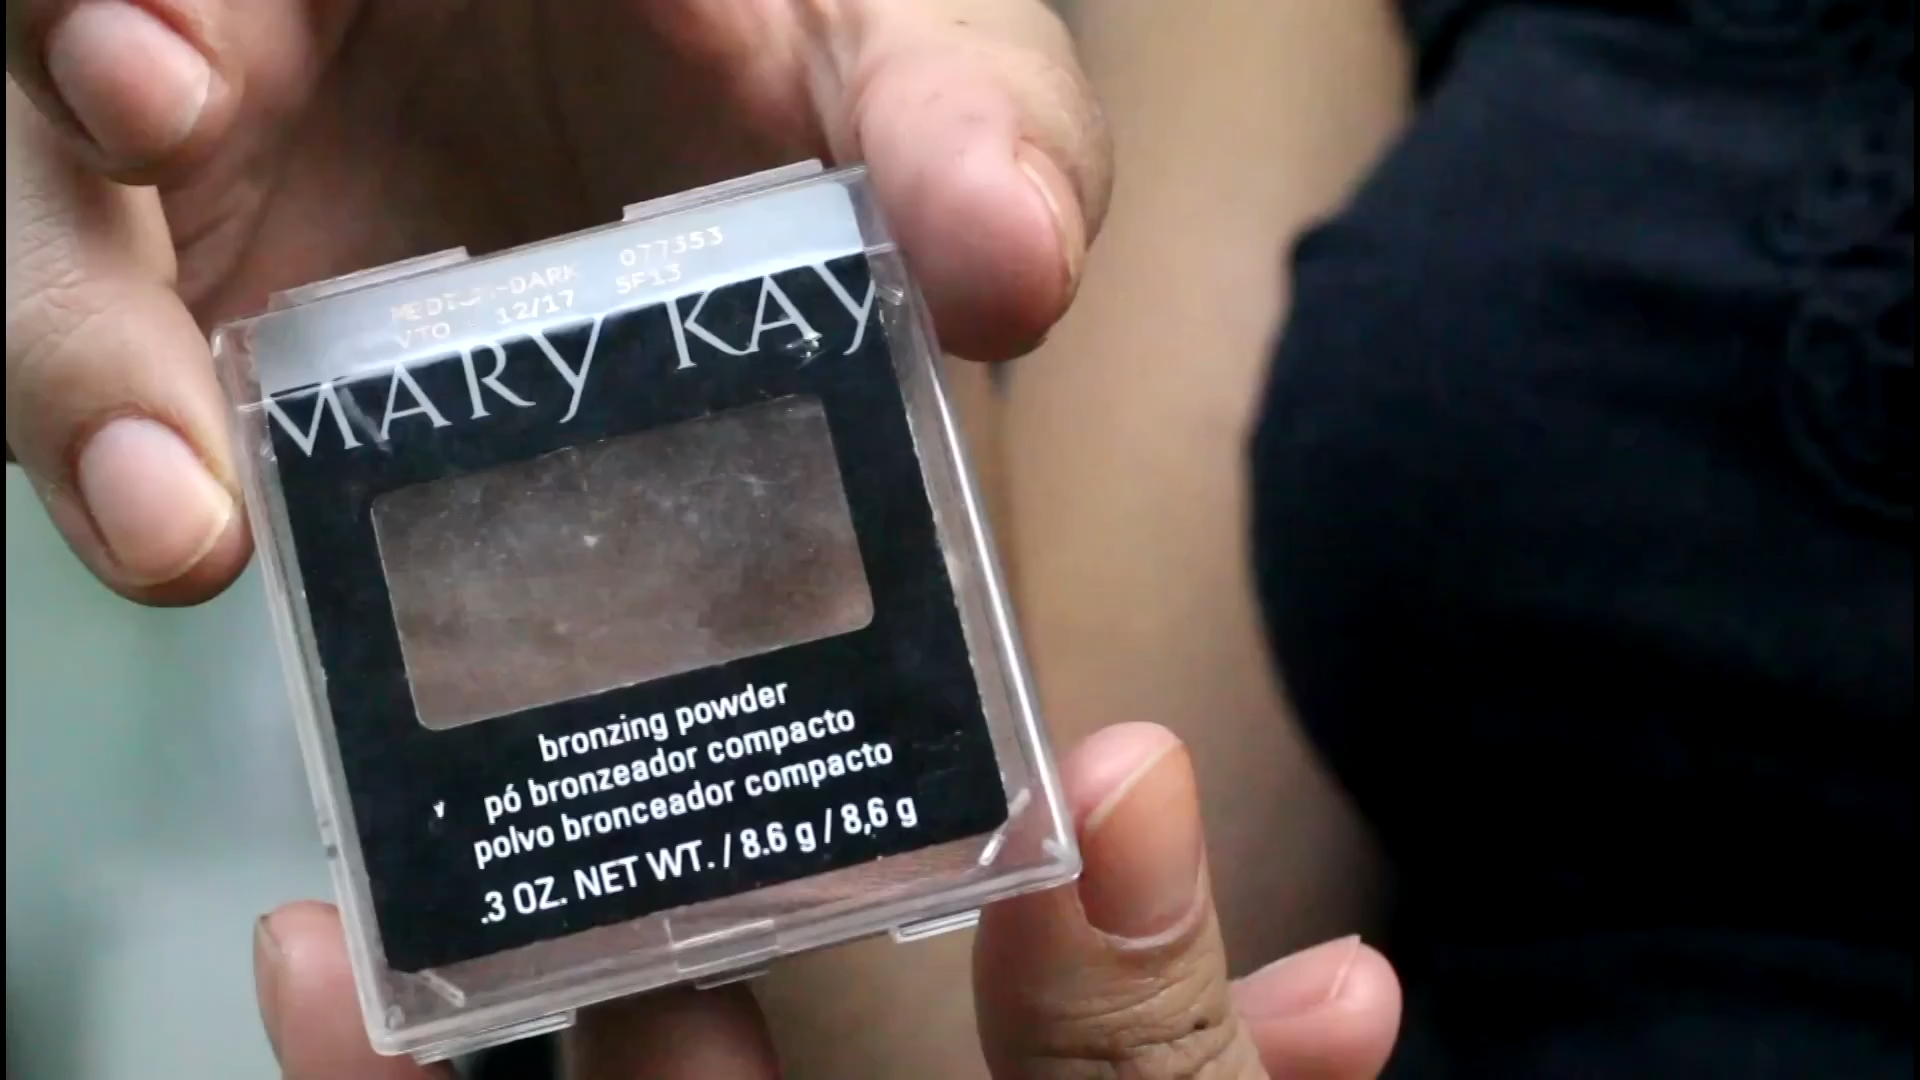 MEDIUM-DARK 077353
VTO - 12/17 SF13
MARY KAY
bronzing powder
pó bronzeador compacto
polvo bronceador compacto
.3 OZ. NET WT. / 8.6 g / 8,6 g